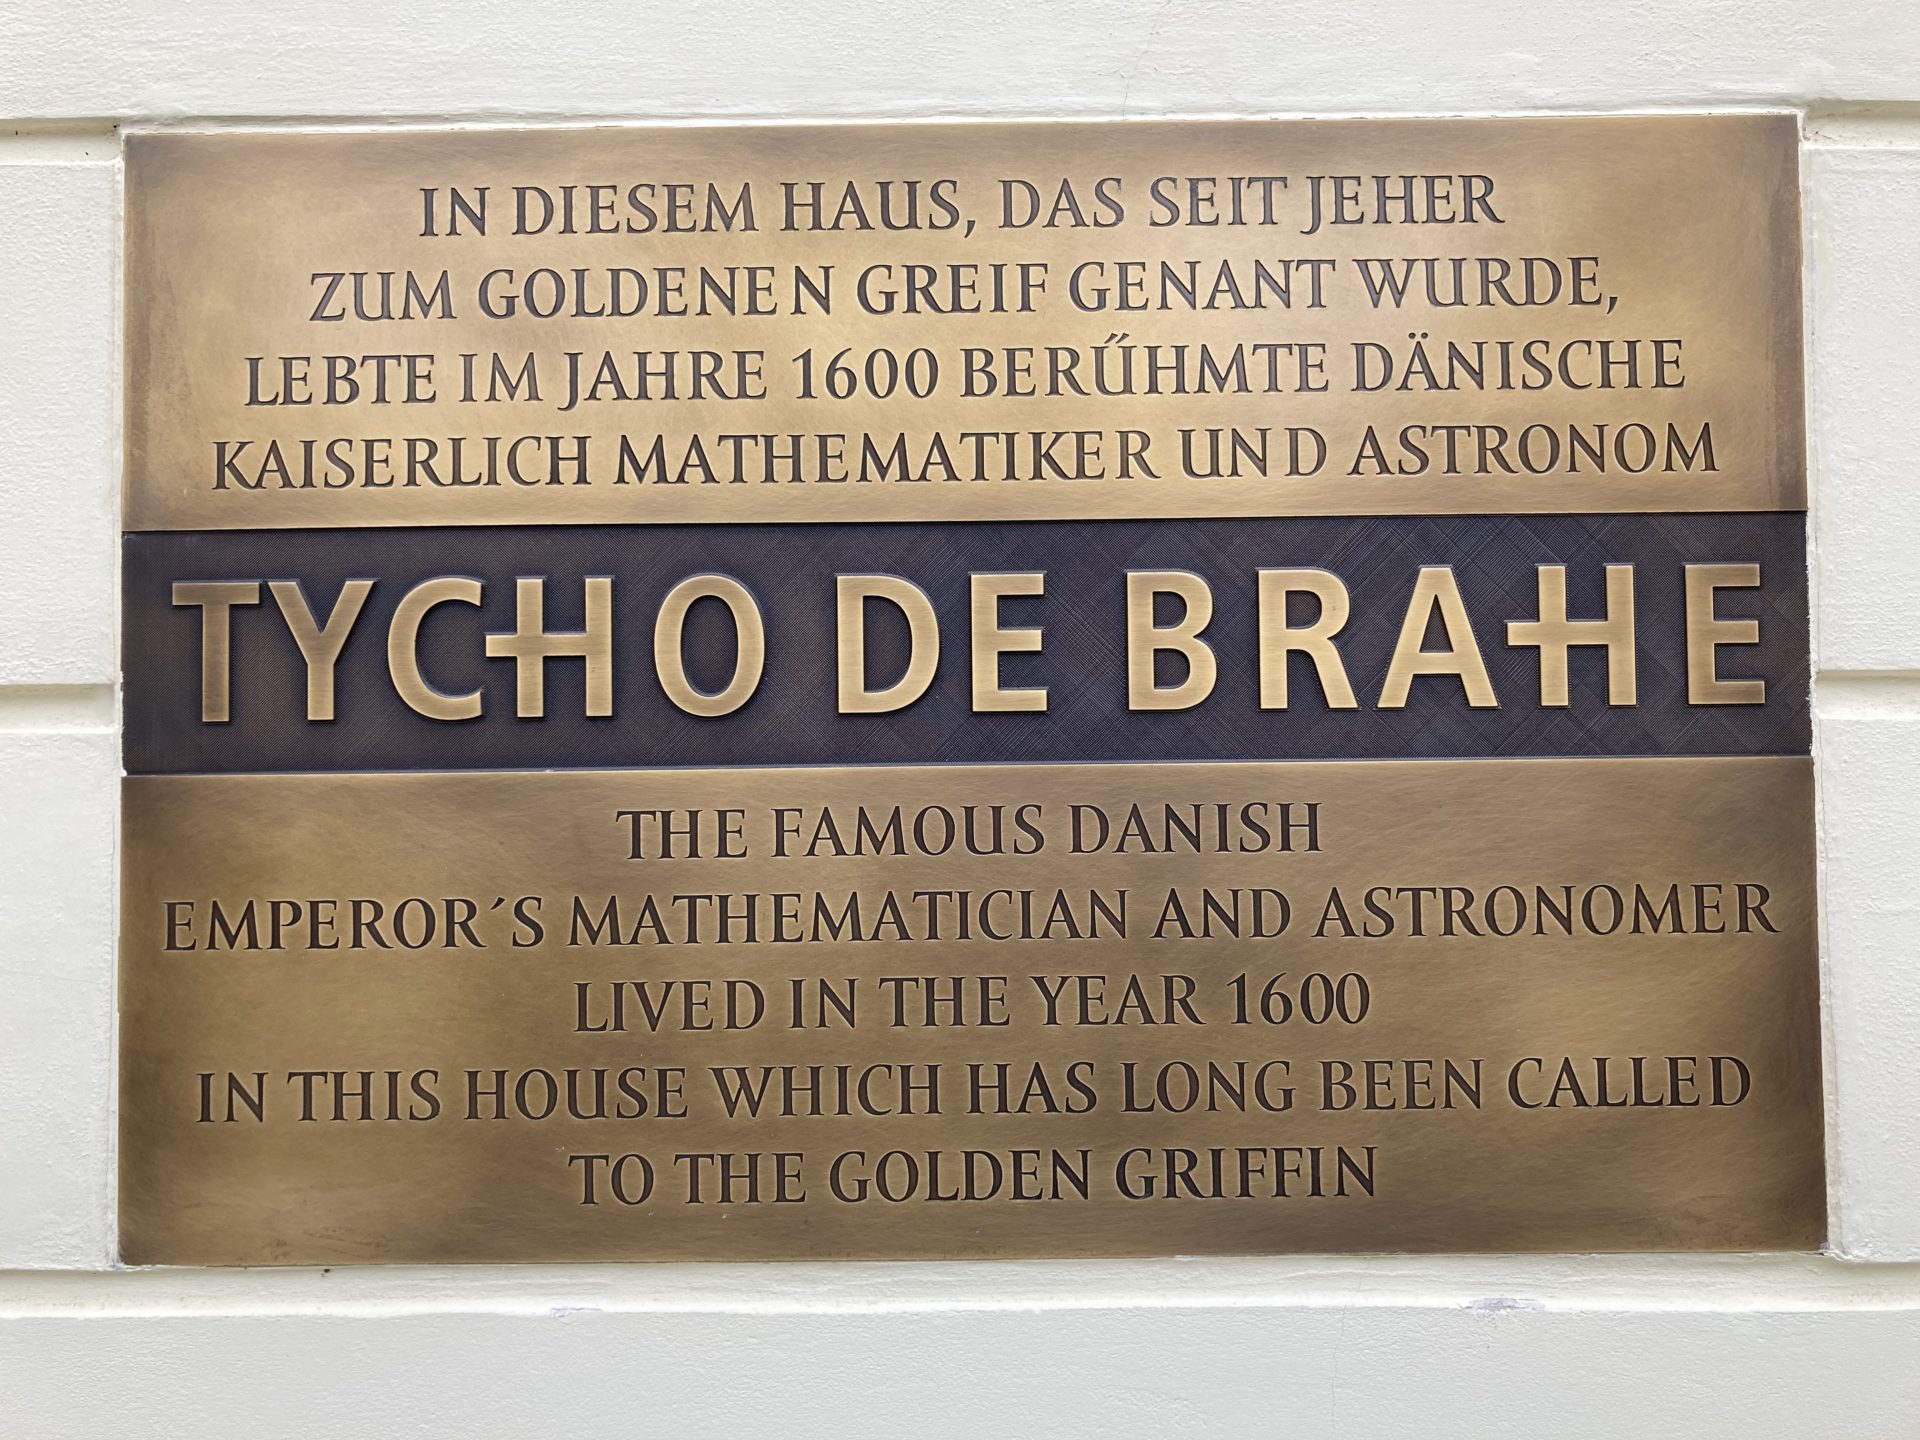 IN DIESEM HAUS, DAS SEIT JEHER
ZUM GOLDENEN GREIF GENANT WURDE,
LEBTE IM JAHRE 1600 BERŰHMTE DÄNISCHE
KAISERLICH MATHEMATIKER UND ASTRONOM
TYCHO DE BRAHE
THE FAMOUS DANISH
EMPEROR´S MATHEMATICIAN AND ASTRONOMER
LIVED IN THE YEAR 1600
IN THIS HOUSE WHICH HAS LONG BEEN CALLED
TO THE GOLDEN GRIFFIN